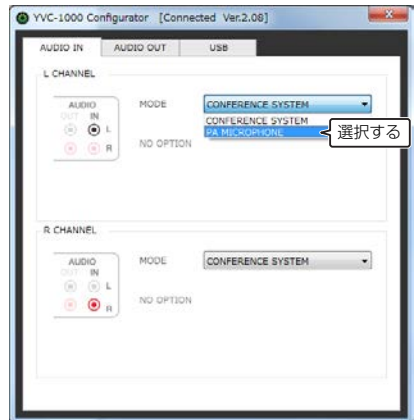 YVC-1000 Configurator [Connected Ver.2.08]
AUDIO IN AUDIO OUT USB
L CHANNEL
AUDIO
OUT IN
L
R
MODE CONFERENCE SYSTEM
CONFERENCE SYSTEM
PA MICROPHONE
選択する
NO OPTION
R CHANNEL
AUDIO
OUT IN
L
R
MODE CONFERENCE SYSTEM
NO OPTION